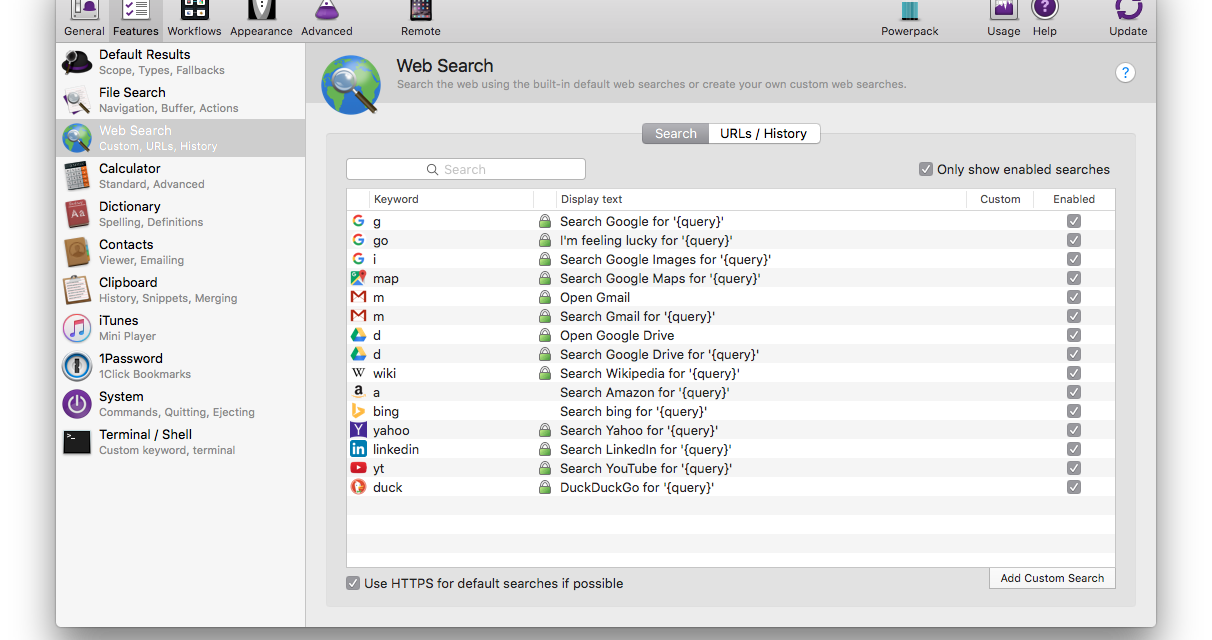 General Features Workflows Appearance Advanced Remote Powerpack Usage Help Update
Default Results
Scope, Types, Fallbacks
File Search
Navigation, Buffer, Actions
Web Search
Custom, URLs, History
Calculator
Standard, Advanced
Dictionary
Spelling, Definitions
Contacts
Viewer, Emailing
Clipboard
History, Snippets, Merging
iTunes
Mini Player
1Password
1Click Bookmarks
System
Commands, Quitting, Ejecting
Terminal / Shell
Custom keyword, terminal
Web Search
Search the web using the built-in default web searches or create your own custom web searches.
?
Search URLs / History
Search
Only show enabled searches
Keyword Display text Custom Enabled
g Search Google for '{query}'
go I'm feeling lucky for '{query}'
i Search Google Images for '{query}'
map Search Google Maps for '{query}'
m Open Gmail
m Search Gmail for '{query}'
d Open Google Drive
d Search Google Drive for '{query}'
wiki Search Wikipedia for '{query}'
a Search Amazon for '{query}'
bing Search bing for '{query}'
yahoo Search Yahoo for '{query}'
linkedin Search LinkedIn for '{query}'
yt Search YouTube for '{query}'
duck DuckDuckGo for '{query}'
Use HTTPS for default searches if possible
Add Custom Search